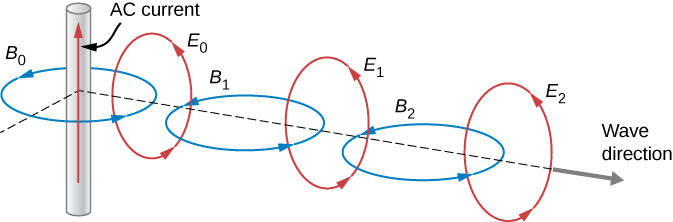 AC current
B₀
E₀
B₁
E₁
B₂
E₂
Wave
direction